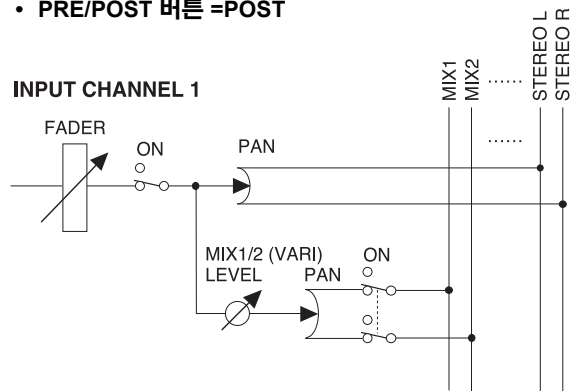 • PRE/POST 버튼 =POST
INPUT CHANNEL 1
MIX1
MIX2
......
STEREO L
STEREO R
......
FADER
ON
PAN
MIX1/2 (VARI)
LEVEL
PAN
ON